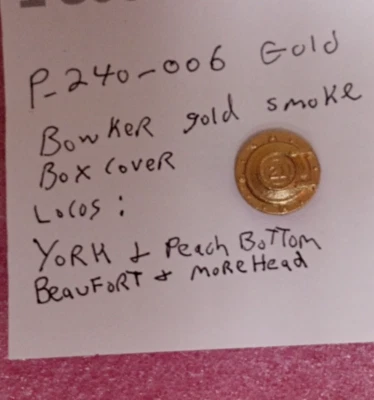 P-240-006 Gold
BowKeR gold smoke
Box coveR
Locos :
YoRK & Peach BoTTom
BeauFoRT & moReHead